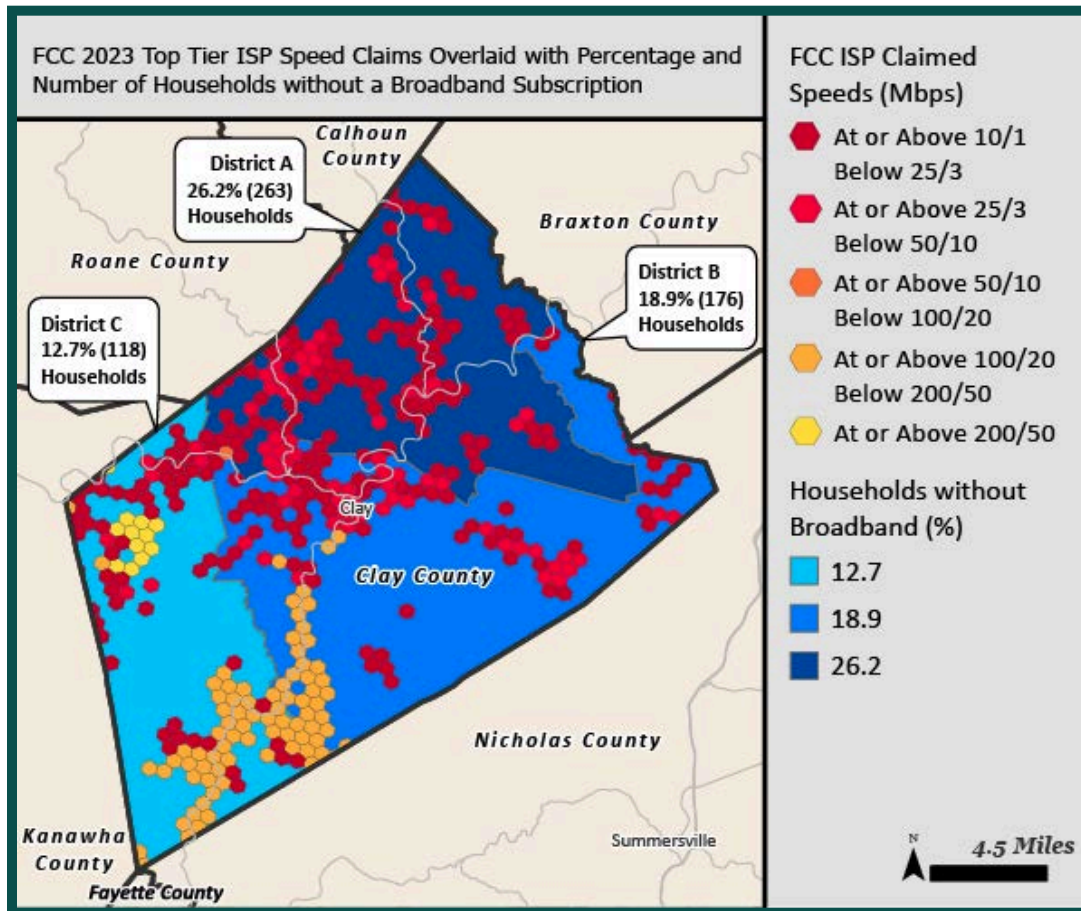 FCC 2023 Top Tier ISP Speed Claims Overlaid with Percentage and
Number of Households without a Broadband Subscription
Calhoun
County
District A
26.2% (263)
Households
Braxton County
Roane County
District B
18.9% (176)
Households
District C
12.7% (118)
Households
Clay
Clay County
Nicholas County
Kanawha
County
Summersville
Fayette County
FCC ISP Claimed
Speeds (Mbps)
At or Above 10/1
Below 25/3
At or Above 25/3
Below 50/10
At or Above 50/10
Below 100/20
At or Above 100/20
Below 200/50
At or Above 200/50
Households without
Broadband (%)
12.7
18.9
26.2
N
4.5 Miles